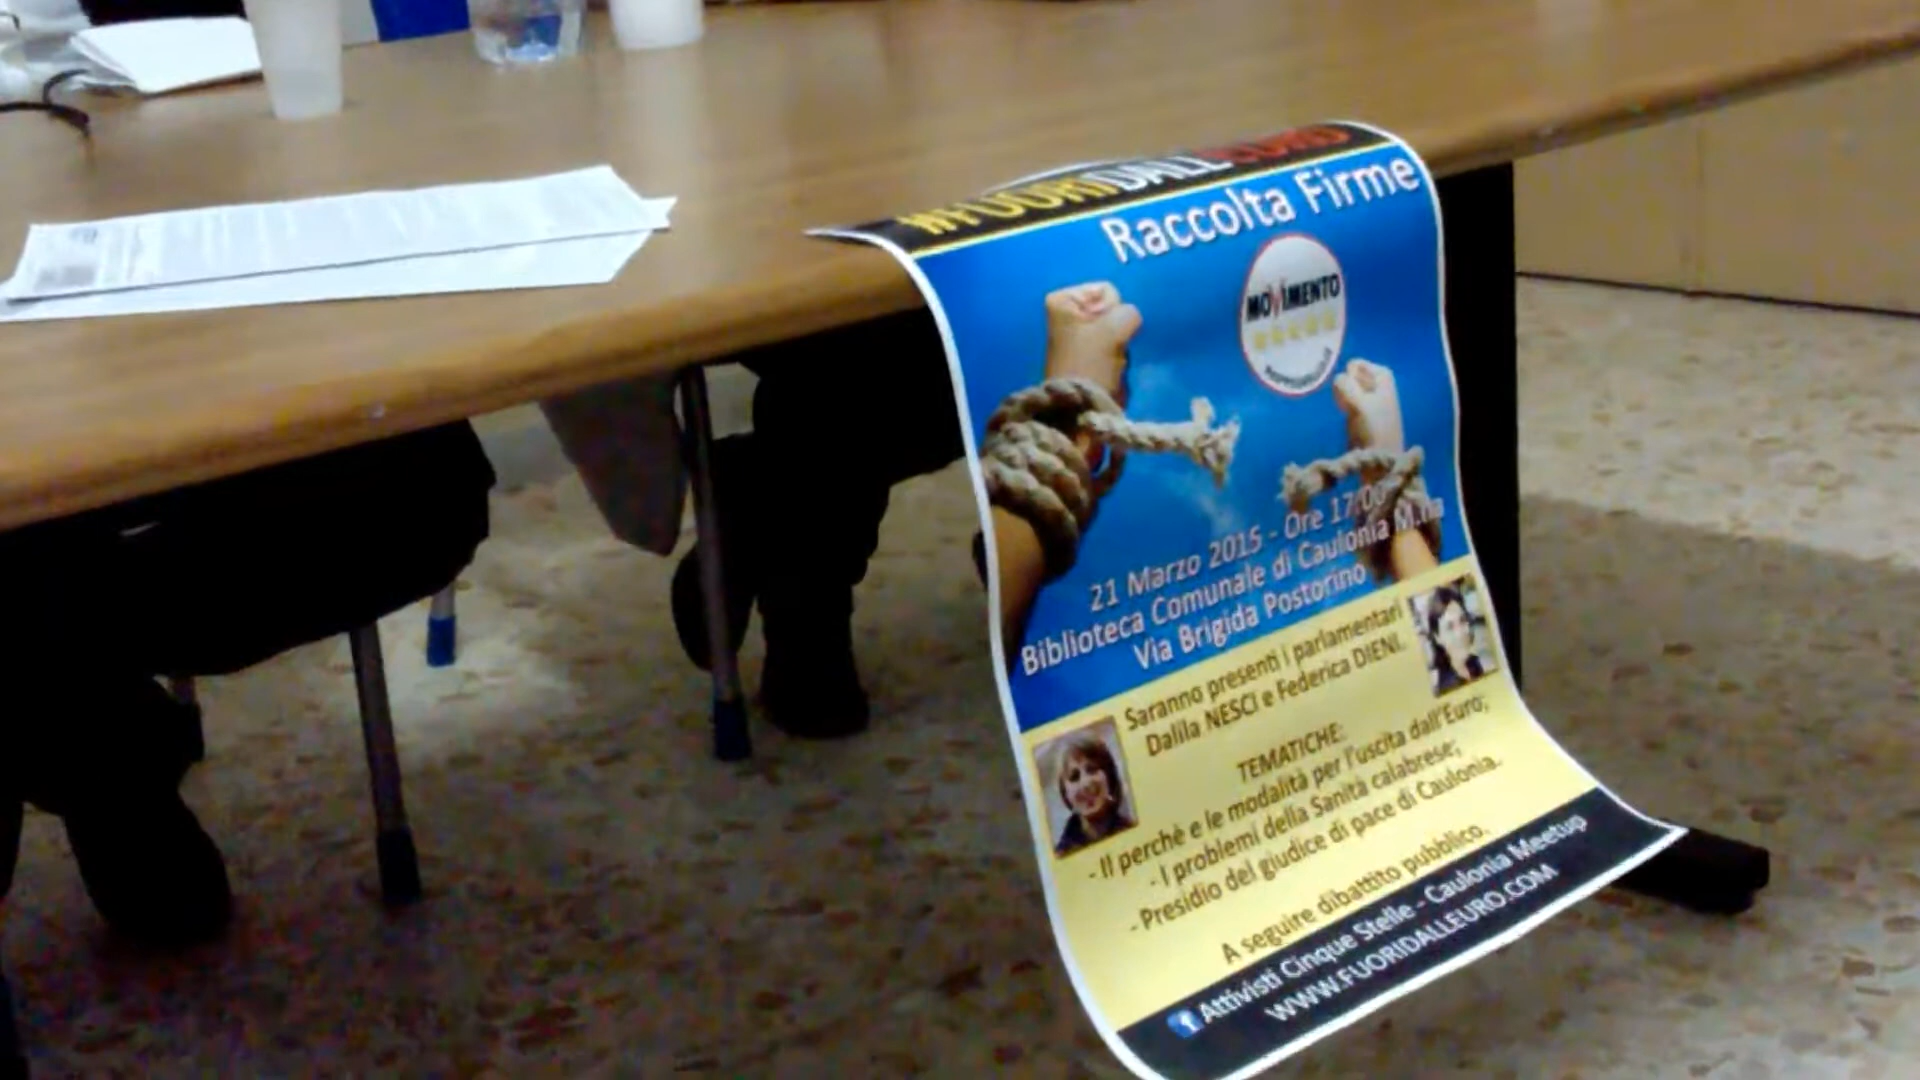 #FUORIDALL'EURO
Raccolta Firme
MOVIMENTO
21 Marzo 2015 - Ore 17:00
Biblioteca Comunale di Caulonia M.na
Via Brigida Postorino
Saranno presenti i parlamentari
Dalila NESCI e Federica DIENI.
TEMATICHE:
- Il perchè e le modalità per l'uscita dall'Euro;
- I problemi della Sanità calabrese;
- Presidio del giudice di pace di Caulonia.
A seguire dibattito pubblico.
f Attivisti Cinque Stelle - Caulonia Meetup
WWW.FUORIDALLEURO.COM